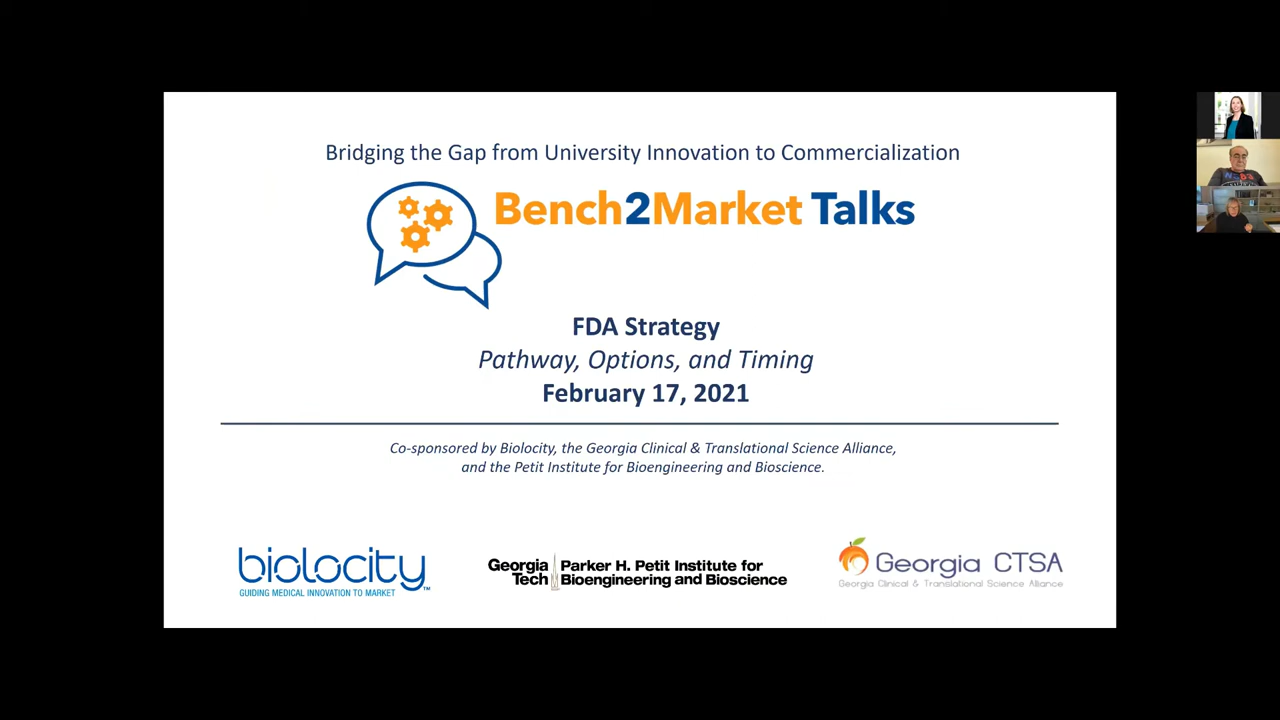 Bridging the Gap from University Innovation to Commercialization
Bench2Market Talks
FDA Strategy
Pathway, Options, and Timing
February 17, 2021
Co-sponsored by Biolocity, the Georgia Clinical & Translational Science Alliance,
and the Petit Institute for Bioengineering and Bioscience.
biolocity™
GUIDING MEDICAL INNOVATION TO MARKET
Georgia Tech
Parker H. Petit Institute for
Bioengineering and Bioscience
Georgia CTSA
Georgia Clinical & Translational Science Alliance